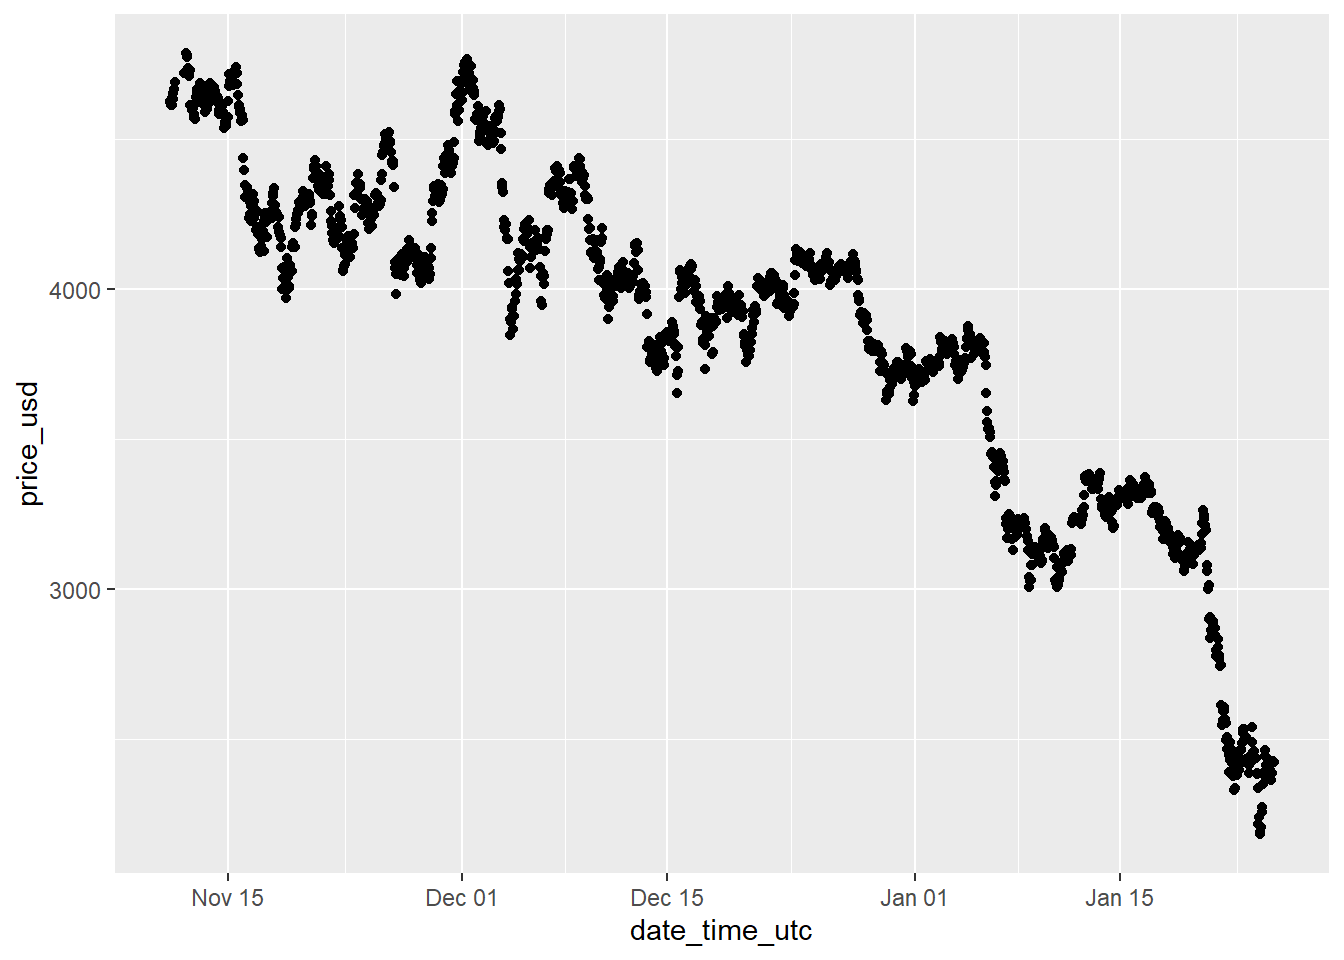 price_usd
4000
3000
Nov 15
Dec 01
Dec 15
Jan 01
Jan 15
date_time_utc